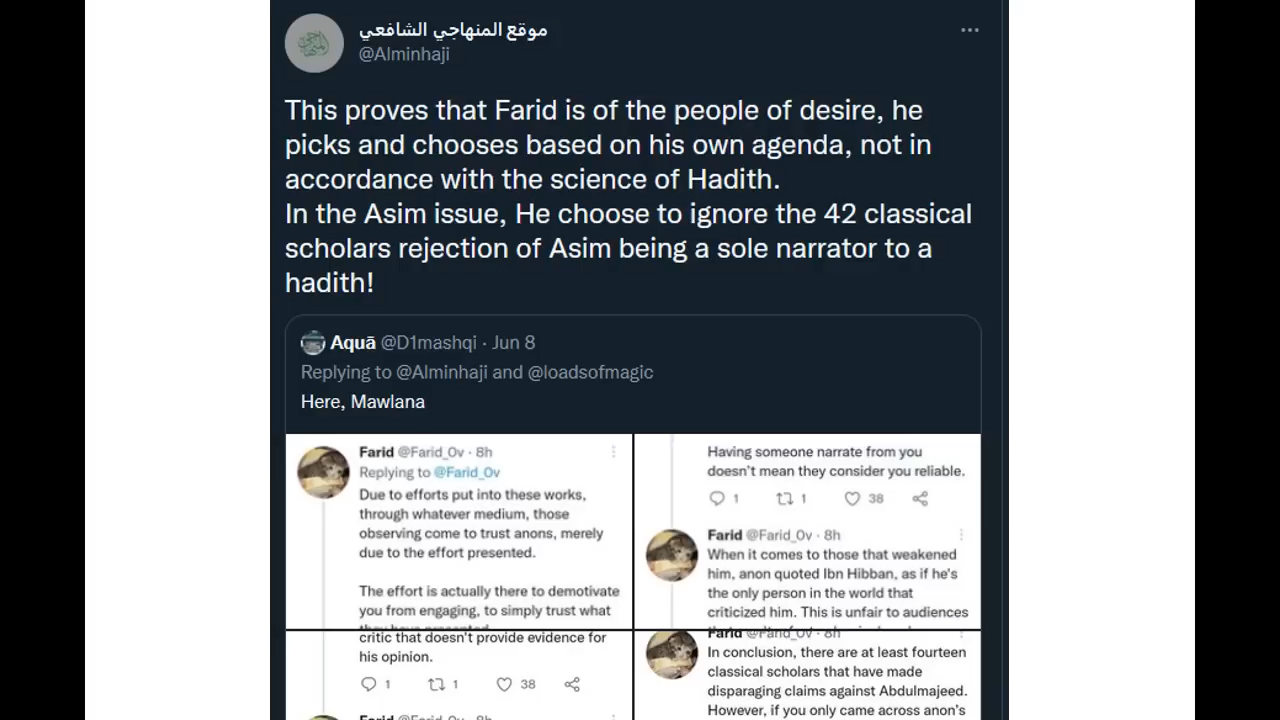 موقع المنهاجي الشافعي
@Alminhaji
This proves that Farid is of the people of desire, he
picks and chooses based on his own agenda, not in
accordance with the science of Hadith.
In the Asim issue, He choose to ignore the 42 classical
scholars rejection of Asim being a sole narrator to a
hadith!
Aquā @D1mashqi · Jun 8
Replying to @Alminhaji and @loadsofmagic
Here, Mawlana
Farid @Farid_0v · 8h
Replying to @Farid_0v
Due to efforts put into these works,
through whatever medium, those
observing come to trust anons, merely
due to the effort presented.
The effort is actually there to demotivate
you from engaging, to simply trust what
Having someone narrate from you
doesn't mean they consider you reliable.
1 1 38
Farid @Farid_0v · 8h
When it comes to those that weakened
him, anon quoted Ibn Hibban, as if he's
the only person in the world that
criticized him. This is unfair to audiences
critic that doesn't provide evidence for
his opinion.
1 1 38
Farid @Farid_0v · 8h
Farid @Farid_0v · 8h
In conclusion, there are at least fourteen
classical scholars that have made
disparaging claims against Abdulmajeed.
However, if you only came across anon's